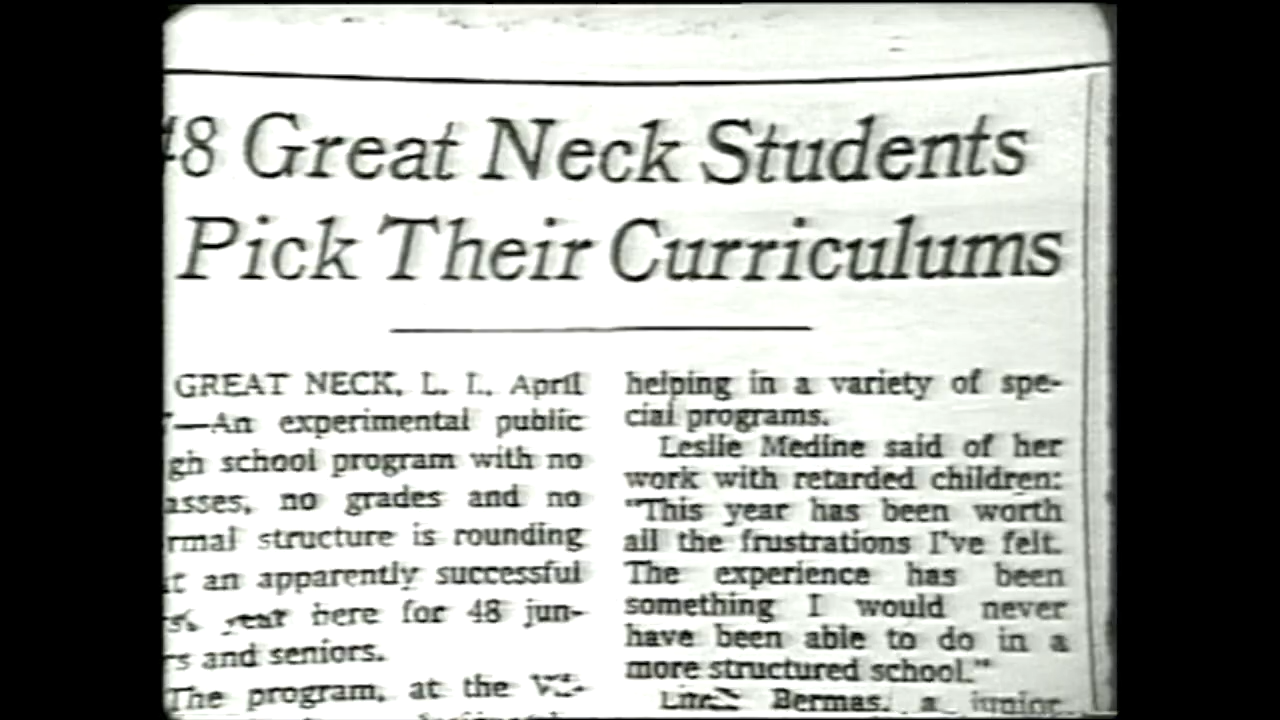 48 Great Neck Students
Pick Their Curriculums
GREAT NECK, L. I., April
—An experimental public
gh school program with no
asses, no grades and no
rmal structure is rounding
t an apparently successful
year here for 48 jun-
rs and seniors.
The program, at the
helping in a variety of spe-
cial programs.
Leslie Medine said of her
work with retarded children:
"This year has been worth
all the frustrations I've felt.
The experience has been
something I would never
have been able to do in a
more structured school."
Bermas, a junior